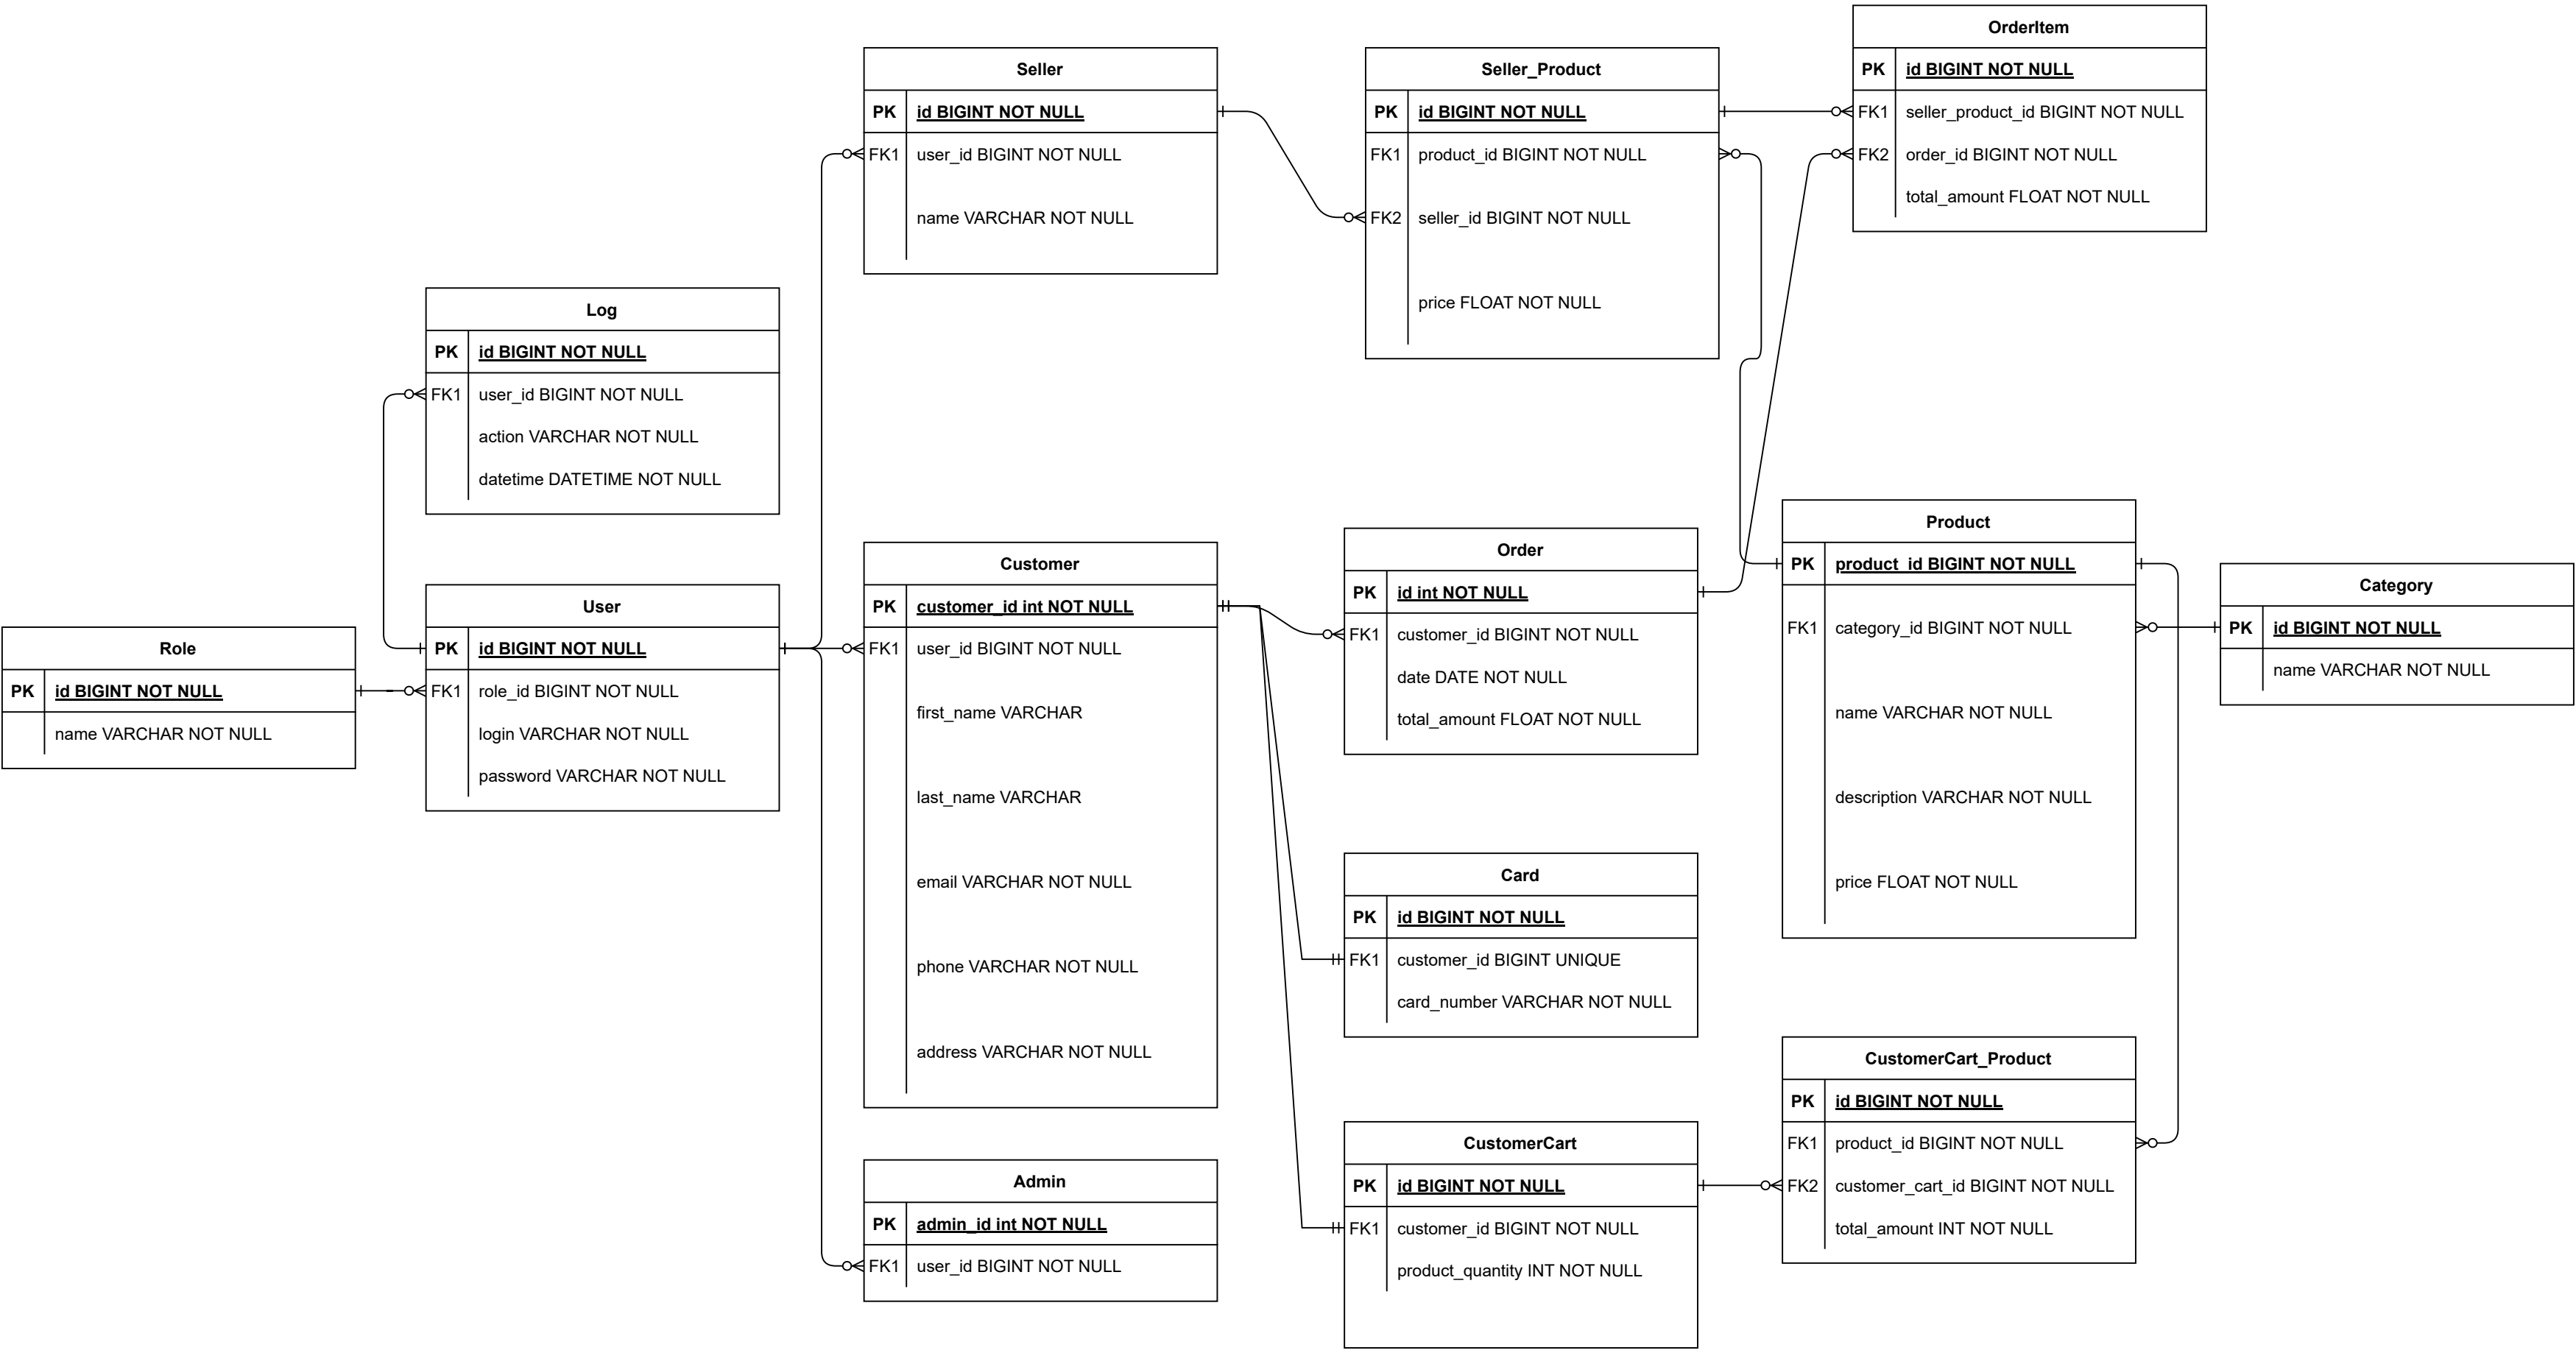 OrderItem
PK id BIGINT NOT NULL
FK1 seller_product_id BIGINT NOT NULL
FK2 order_id BIGINT NOT NULL
total_amount FLOAT NOT NULL
Seller
PK id BIGINT NOT NULL
FK1 user_id BIGINT NOT NULL
name VARCHAR NOT NULL
Seller_Product
PK id BIGINT NOT NULL
FK1 product_id BIGINT NOT NULL
FK2 seller_id BIGINT NOT NULL
price FLOAT NOT NULL
Log
PK id BIGINT NOT NULL
FK1 user_id BIGINT NOT NULL
action VARCHAR NOT NULL
datetime DATETIME NOT NULL
Role
PK id BIGINT NOT NULL
name VARCHAR NOT NULL
User
PK id BIGINT NOT NULL
FK1 role_id BIGINT NOT NULL
login VARCHAR NOT NULL
password VARCHAR NOT NULL
Customer
PK customer_id int NOT NULL
FK1 user_id BIGINT NOT NULL
first_name VARCHAR
last_name VARCHAR
email VARCHAR NOT NULL
phone VARCHAR NOT NULL
address VARCHAR NOT NULL
Order
PK id int NOT NULL
FK1 customer_id BIGINT NOT NULL
date DATE NOT NULL
total_amount FLOAT NOT NULL
Product
PK product_id BIGINT NOT NULL
FK1 category_id BIGINT NOT NULL
name VARCHAR NOT NULL
description VARCHAR NOT NULL
price FLOAT NOT NULL
Category
PK id BIGINT NOT NULL
name VARCHAR NOT NULL
Card
PK id BIGINT NOT NULL
FK1 customer_id BIGINT UNIQUE
card_number VARCHAR NOT NULL
Admin
PK admin_id int NOT NULL
FK1 user_id BIGINT NOT NULL
CustomerCart
PK id BIGINT NOT NULL
FK1 customer_id BIGINT NOT NULL
product_quantity INT NOT NULL
CustomerCart_Product
PK id BIGINT NOT NULL
FK1 product_id BIGINT NOT NULL
FK2 customer_cart_id BIGINT NOT NULL
total_amount INT NOT NULL